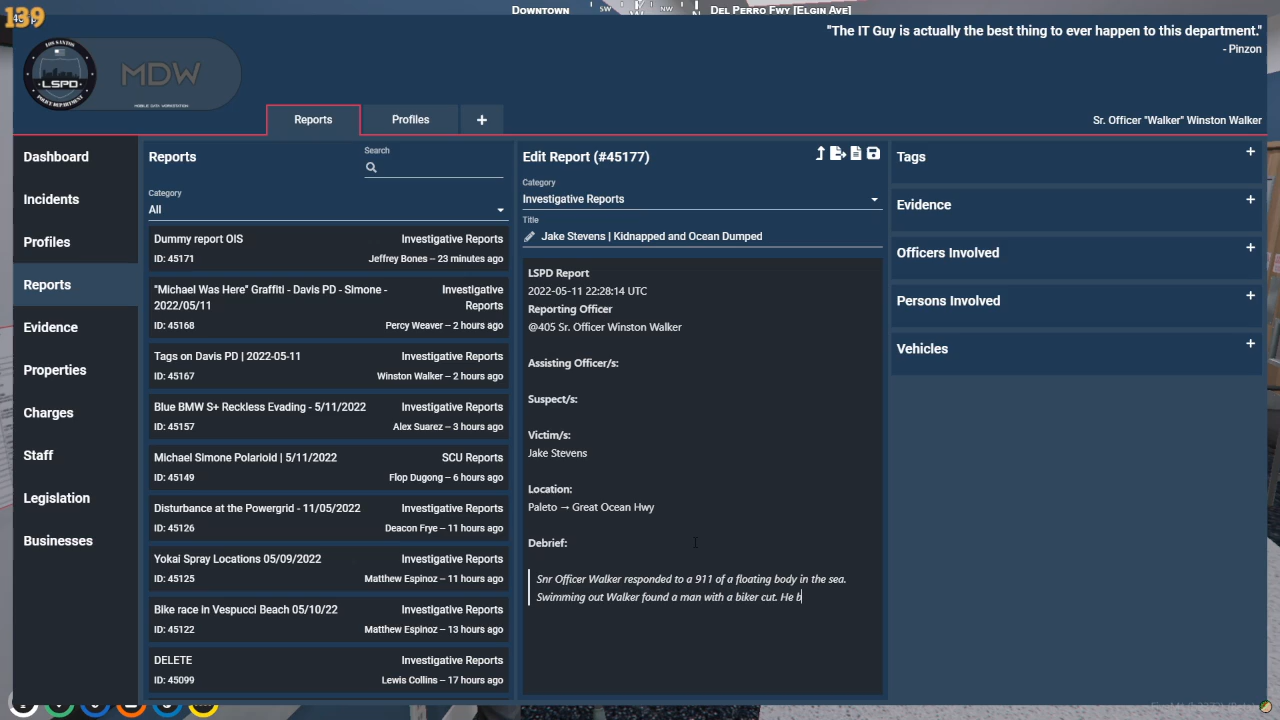 139
DOWNTOWN
SW
NW
DEL PERRO FWY [ELGIN AVE]
"The IT Guy is actually the best thing to ever happen to this department."
- Pinzon
LOS SANTOS
LSPD
POLICE DEPARTMENT
MDW
MOBILE DATA WORKSTATION
Reports
Profiles
+
Sr. Officer "Walker" Winston Walker
Dashboard
Incidents
Profiles
Reports
Evidence
Properties
Charges
Staff
Legislation
Businesses
Reports
Search
Category
All
Dummy report OIS
Investigative Reports
ID: 45171
Jeffrey Bones – 23 minutes ago
"Michael Was Here" Graffiti - Davis PD - Simone -
2022/05/11
Investigative
Reports
ID: 45168
Percy Weaver – 2 hours ago
Tags on Davis PD | 2022-05-11
Investigative Reports
ID: 45167
Winston Walker – 2 hours ago
Blue BMW S+ Reckless Evading - 5/11/2022
Investigative Reports
ID: 45157
Alex Suarez – 3 hours ago
Michael Simone Polarioid | 5/11/2022
SCU Reports
ID: 45149
Flop Dugong – 6 hours ago
Disturbance at the Powergrid - 11/05/2022
Investigative Reports
ID: 45126
Deacon Frye – 11 hours ago
Yokai Spray Locations 05/09/2022
Investigative Reports
ID: 45125
Matthew Espinoz – 11 hours ago
Bike race in Vespucci Beach 05/10/22
Investigative Reports
ID: 45122
Matthew Espinoz – 13 hours ago
DELETE
Investigative Reports
ID: 45099
Lewis Collins – 17 hours ago
Edit Report (#45177)
Category
Investigative Reports
Title
Jake Stevens | Kidnapped and Ocean Dumped
LSPD Report
2022-05-11 22:28:14 UTC
Reporting Officer
@405 Sr. Officer Winston Walker
Assisting Officer/s:
Suspect/s:
Victim/s:
Jake Stevens
Location:
Paleto → Great Ocean Hwy
Debrief:
Snr Officer Walker responded to a 911 of a floating body in the sea.
Swimming out Walker found a man with a biker cut. He b
Tags
+
Evidence
+
Officers Involved
+
Persons Involved
+
Vehicles
+